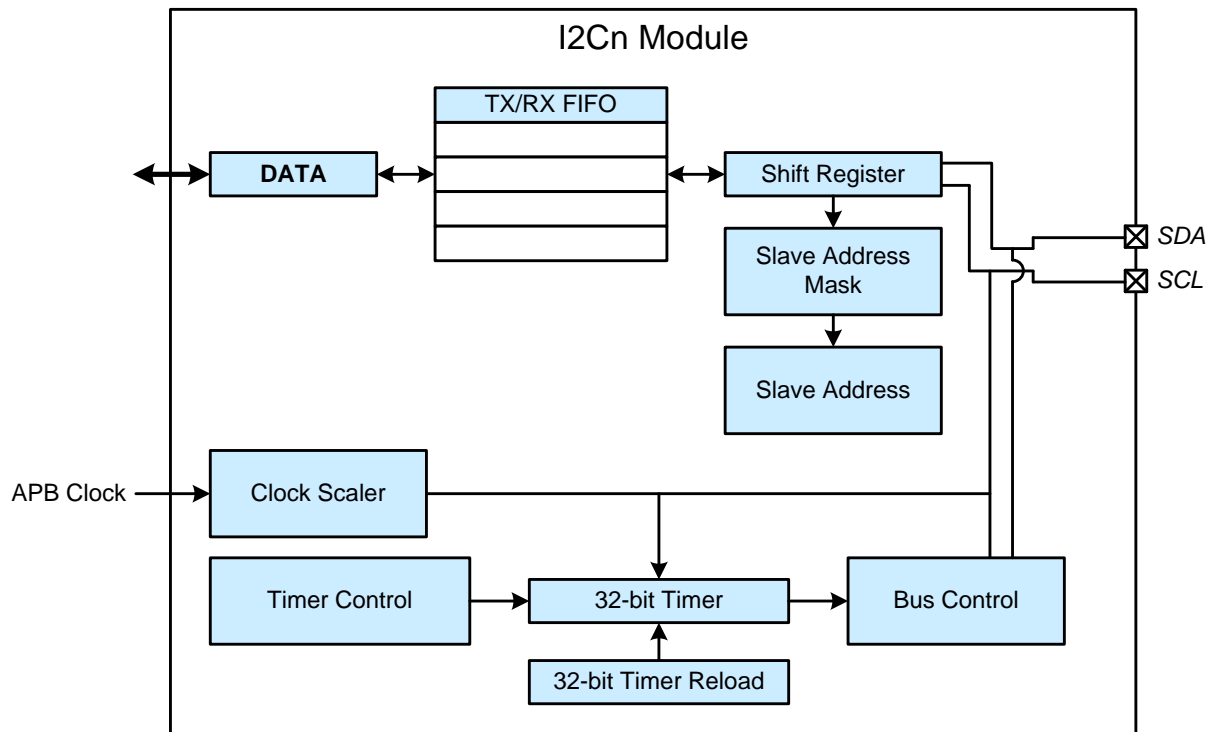 I2Cn Module
TX/RX FIFO
DATA
Shift Register
SDA
SCL
Slave Address
Mask
Slave Address
APB Clock
Clock Scaler
Timer Control
32-bit Timer
Bus Control
32-bit Timer Reload